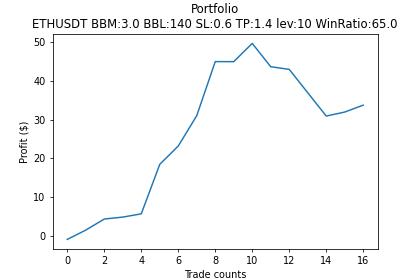 Portfolio
ETHUSDT BBM:3.0 BBL:140 SL:0.6 TP:1.4 lev:10 WinRatio:65.0
50
40
30
20
10
0
Profit ($)
0 2 4 6 8 10 12 14 16
Trade counts